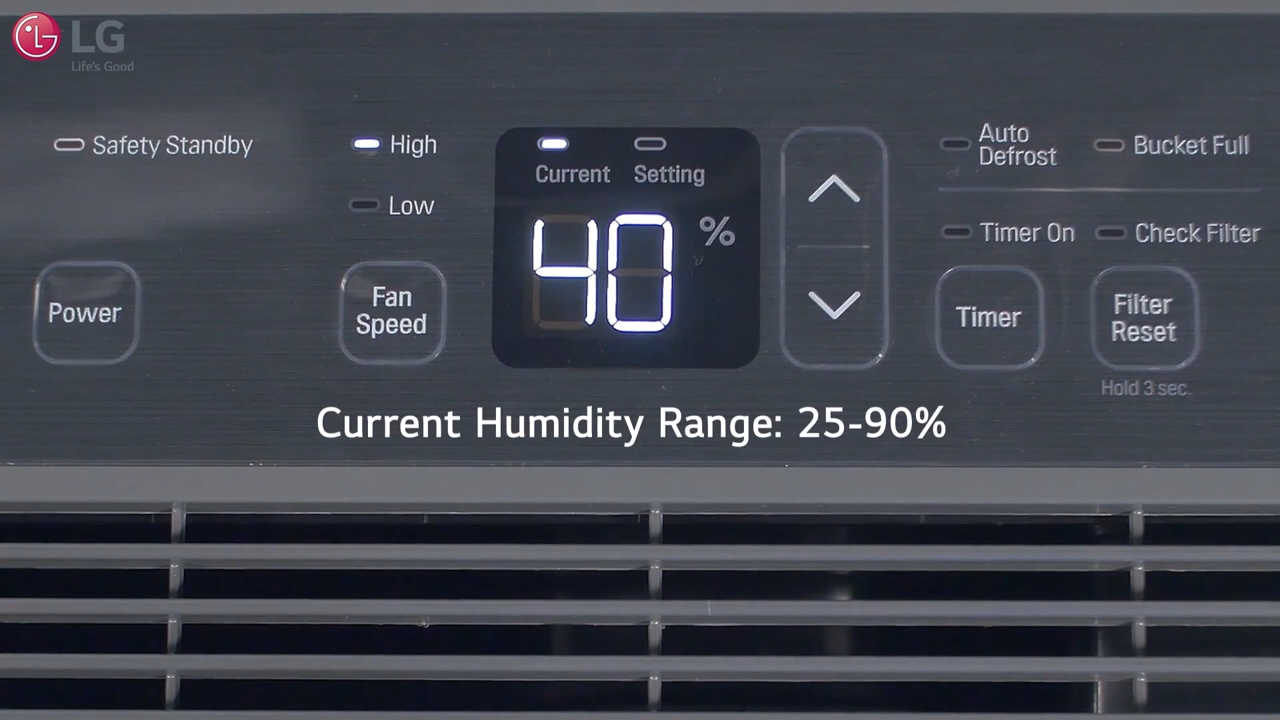 LG
Life's Good
Safety Standby
High
Low
Power
Fan
Speed
Current
Setting
40
%
Auto
Defrost
Bucket Full
Timer On
Check Filter
Timer
Filter
Reset
Hold 3 sec.
Current Humidity Range: 25-90%